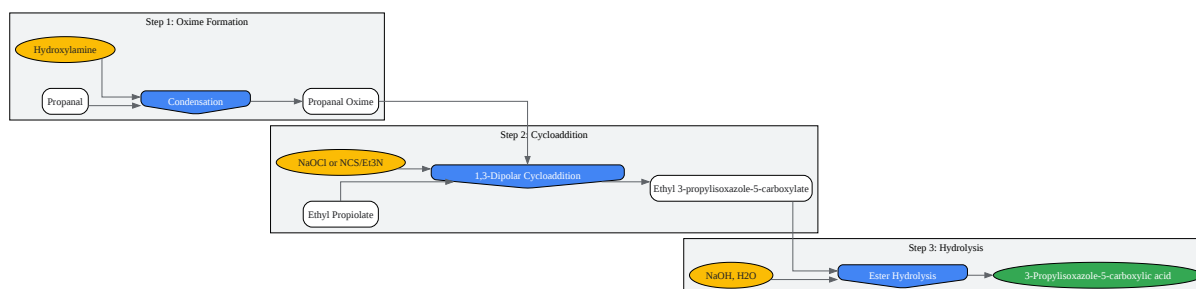 Step 1: Oxime Formation
Hydroxylamine
Propanal
Condensation
Propanal Oxime
Step 2: Cycloaddition
NaOCl or NCS/Et3N
1,3-Dipolar Cycloaddition
Ethyl Propiolate
Ethyl 3-propylisoxazole-5-carboxylate
Step 3: Hydrolysis
NaOH, H2O
Ester Hydrolysis
3-Propylisoxazole-5-carboxylic acid